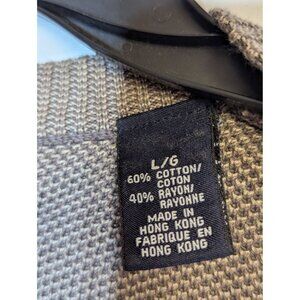 L/G
60% COTTON/
COTON
40% RAYON/
RAYONNE
MADE IN
HONG KONG
FABRIQUE EN
HONG KONG